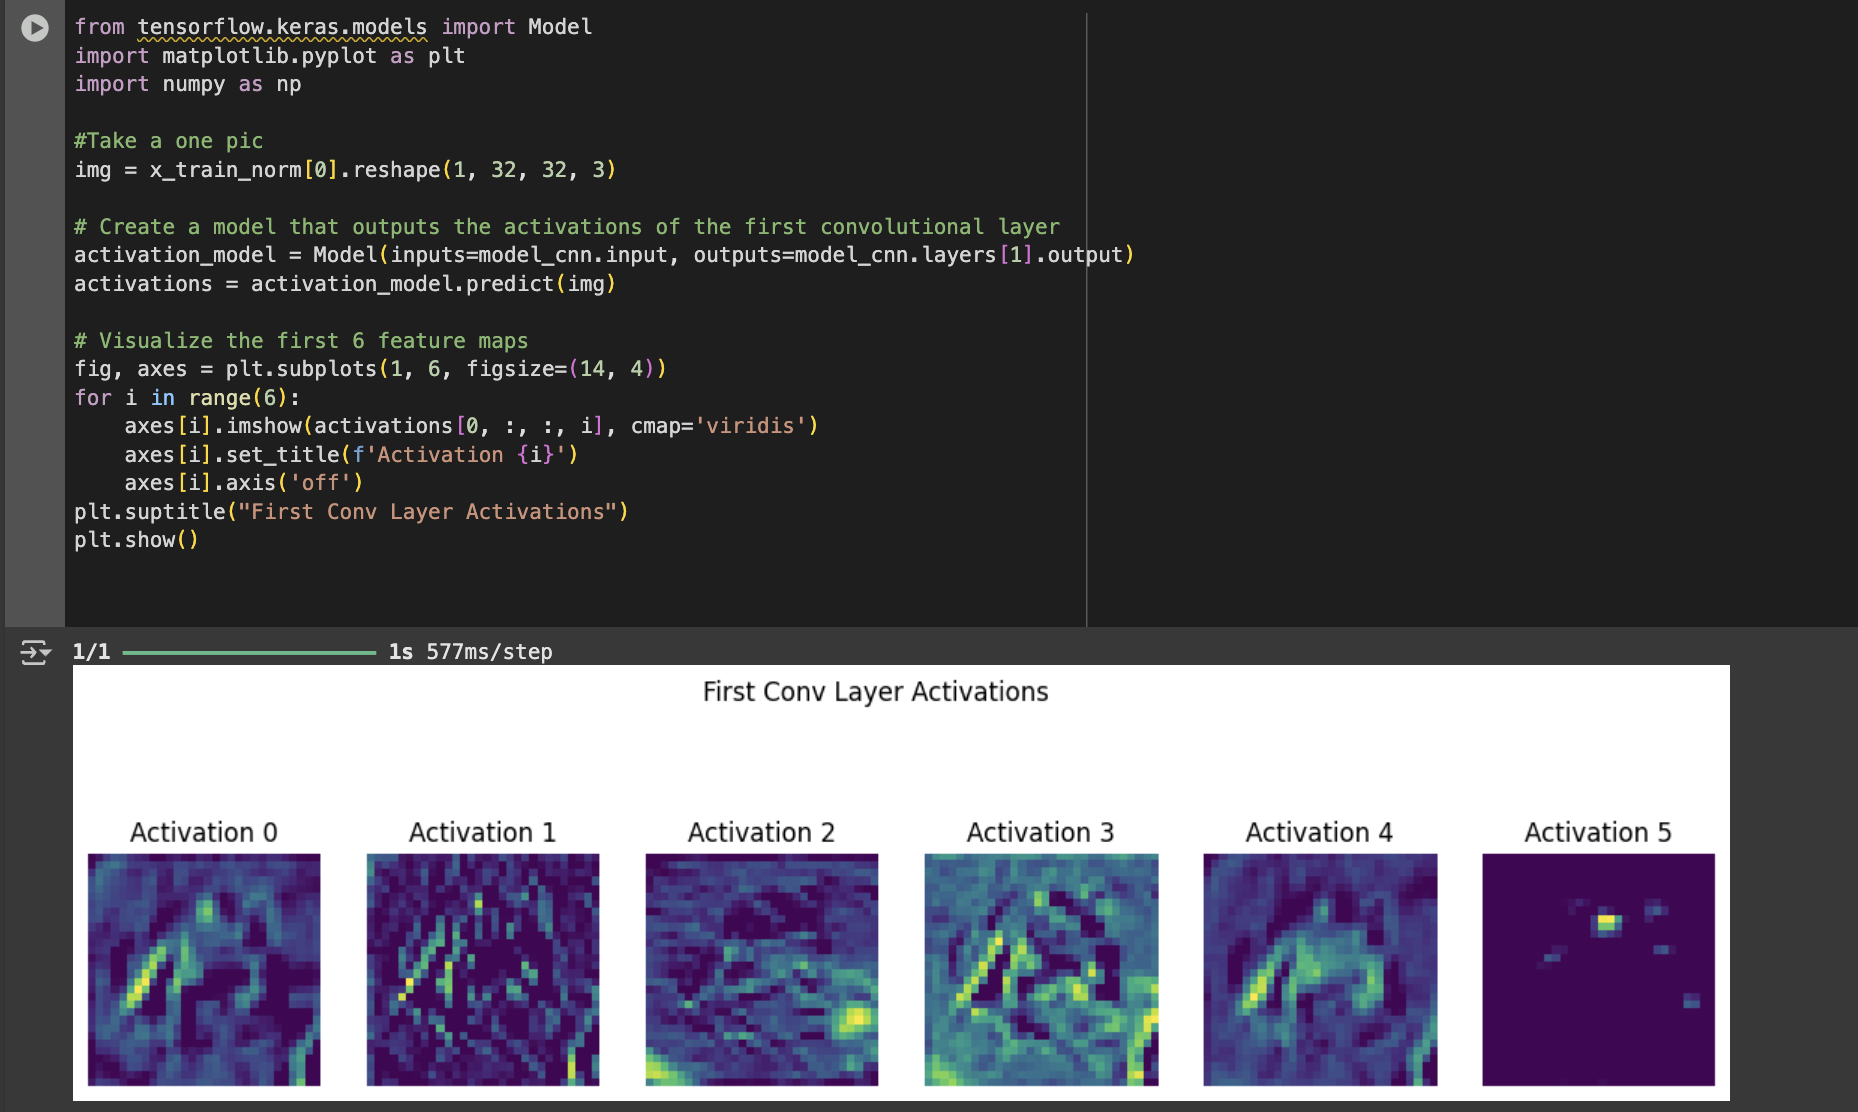 from tensorflow.keras.models import Model
import matplotlib.pyplot as plt
import numpy as np
#Take a one pic
img = x_train_norm[0].reshape(1, 32, 32, 3)
# Create a model that outputs the activations of the first convolutional layer
activation_model = Model(inputs=model_cnn.input, outputs=model_cnn.layers[1].output)
activations = activation_model.predict(img)
# Visualize the first 6 feature maps
fig, axes = plt.subplots(1, 6, figsize=(14, 4))
for i in range(6):
    axes[i].imshow(activations[0, :, :, i], cmap='viridis')
    axes[i].set_title(f'Activation {i}')
    axes[i].axis('off')
plt.suptitle("First Conv Layer Activations")
plt.show()
1/1 1s 577ms/step
First Conv Layer Activations
Activation 0 Activation 1 Activation 2 Activation 3 Activation 4 Activation 5